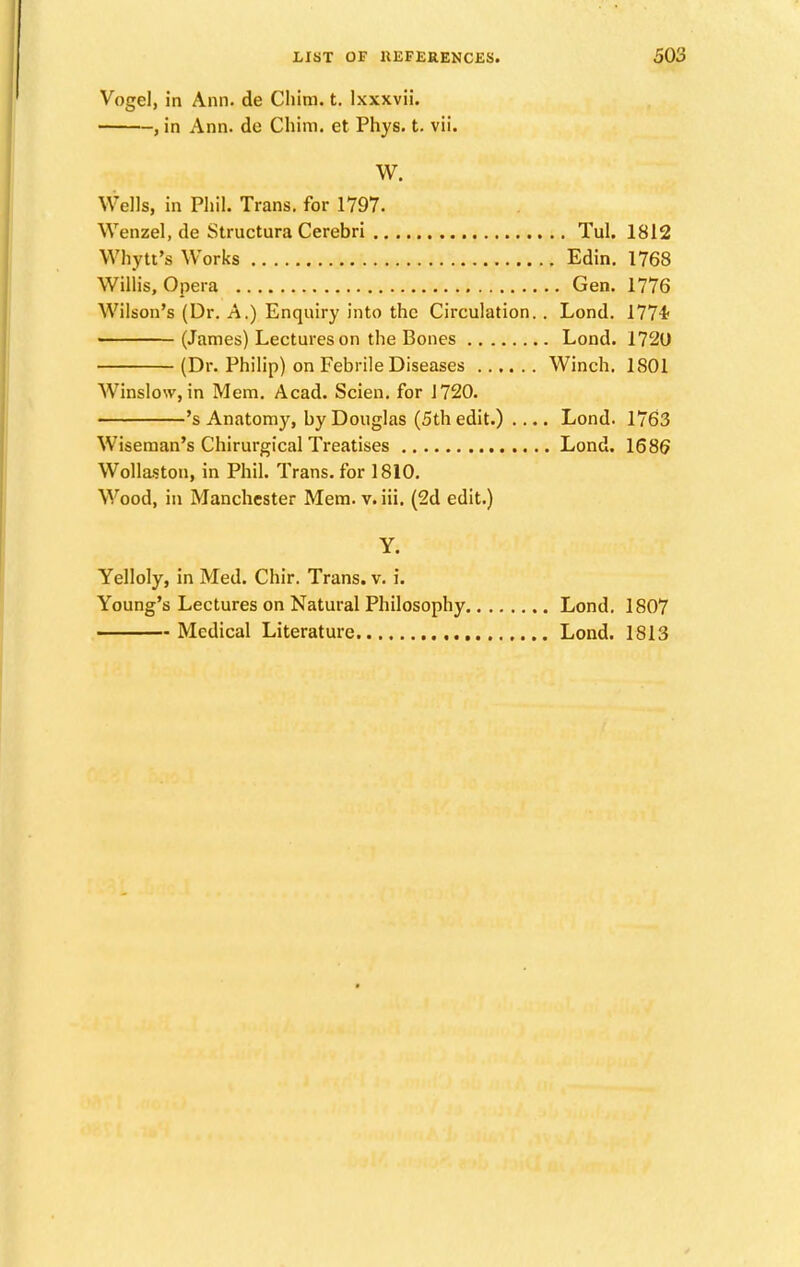 LIST OF REFERENCES. 503
Vogel, in Ann. de Chim. t. lxxxvii.
———, in Ann. de Chim. et Phys. t. vii.
W.
Wells, in Phil. Trans. for 1797.
Wenzel, de Structura Cerebri .................... Tul. 1812
Whytt's Works ................................ Edin. 1768
Willis, Opera ................................ Gen. 1776
Wilson's (Dr. A.) Enquiry into the Circulation. . Lond. 1774
———— (James) Lectures on the Bones ........ Lond. 1720
———— (Dr. Philip) on Febrile Diseases ...... Winch. 1801
Winslow, in Mem. Acad. Scien. for 1720.
————'s Anatomy, by Douglas (5th edit.) .... Lond. 1763
Wiseman's Chirurgical Treatises ............... Lond. 1686
Wollaston, in Phil. Trans. for 1810.
Wood, in Manchester Mem. v. iii. (2d edit.)
Y.
Yelloly, in Med. Chir. Trans. v. i.
Young's Lectures on Natural Philosophy........ Lond. 1807
———— Medical Literature.................... Lond. 1813